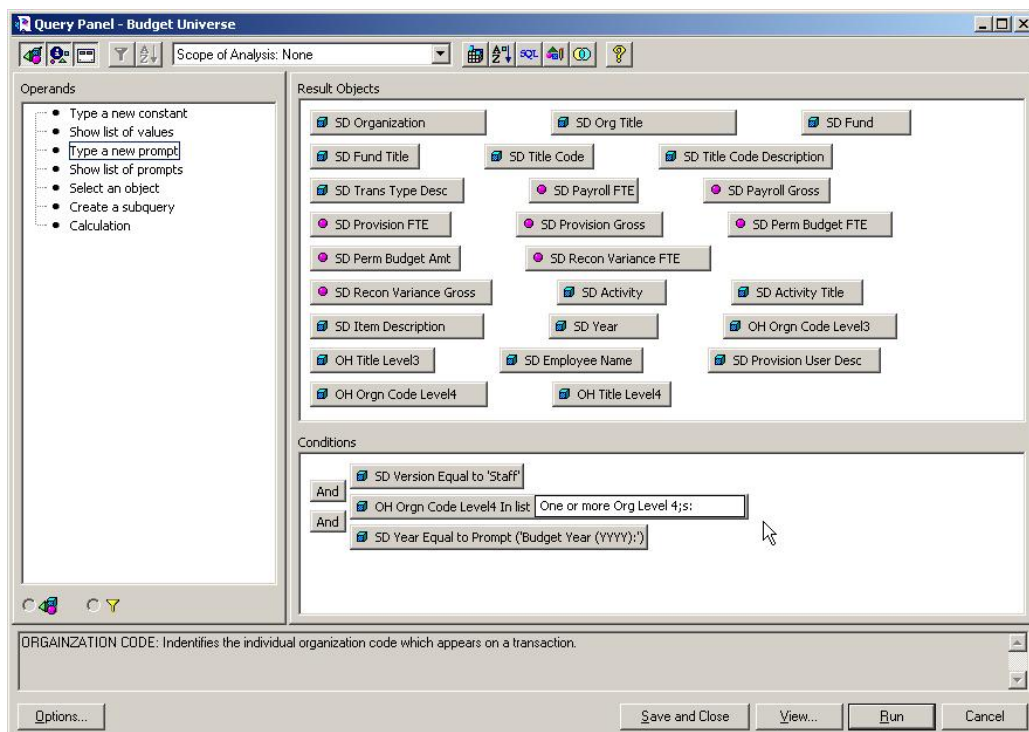 Query Panel - Budget Universe
Scope of Analysis: None
SQL
Operands
Type a new constant
Show list of values
Type a new prompt
Show list of prompts
Select an object
Create a subquery
Calculation
Result Objects
SD Organization SD Org Title SD Fund
SD Fund Title SD Title Code SD Title Code Description
SD Trans Type Desc SD Payroll FTE SD Payroll Gross
SD Provision FTE SD Provision Gross SD Perm Budget FTE
SD Perm Budget Amt SD Recon Variance FTE
SD Recon Variance Gross SD Activity SD Activity Title
SD Item Description SD Year OH Orgn Code Level3
OH Title Level3 SD Employee Name SD Provision User Desc
OH Orgn Code Level4 OH Title Level4
Conditions
SD Version Equal to 'Staff'
And
OH Orgn Code Level4 In list One or more Org Level 4;s:
And
SD Year Equal to Prompt ('Budget Year (YYYY):')
ORGAINZATION CODE: Indentifies the individual organization code which appears on a transaction.
Options... Save and Close View... Run Cancel